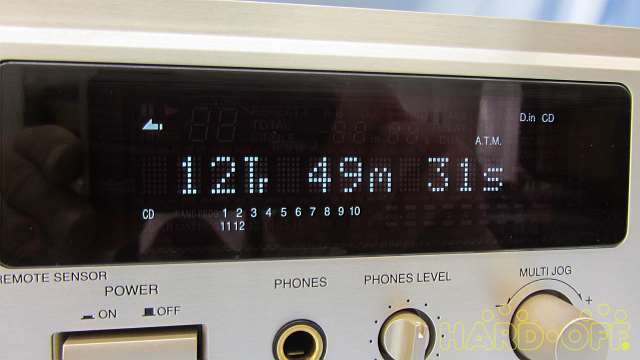 D.in CD
A.T.M.
12Tr 49m 31s
CD 1 2 3 4 5 6 7 8 9 10
11 12
REMOTE SENSOR
POWER
ON OFF
PHONES
PHONES LEVEL
MULTI JOG
- +
HARD-OFF